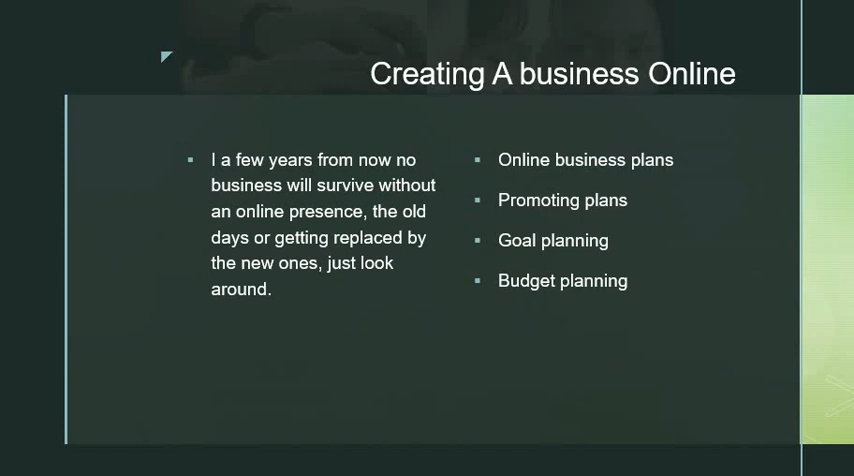 Creating A business Online
▪ I a few years from now no
business will survive without
an online presence, the old
days or getting replaced by
the new ones, just look
around.
▪ Online business plans
▪ Promoting plans
▪ Goal planning
▪ Budget planning